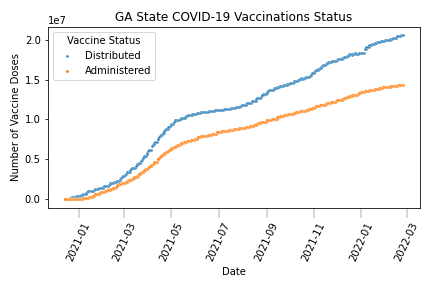 GA State COVID-19 Vaccinations Status
1e7
Vaccine Status
Distributed
Administered
Number of Vaccine Doses
2.0
1.5
1.0
0.5
0.0
2021-01
2021-03
2021-05
2021-07
2021-09
2021-11
2022-01
2022-03
Date